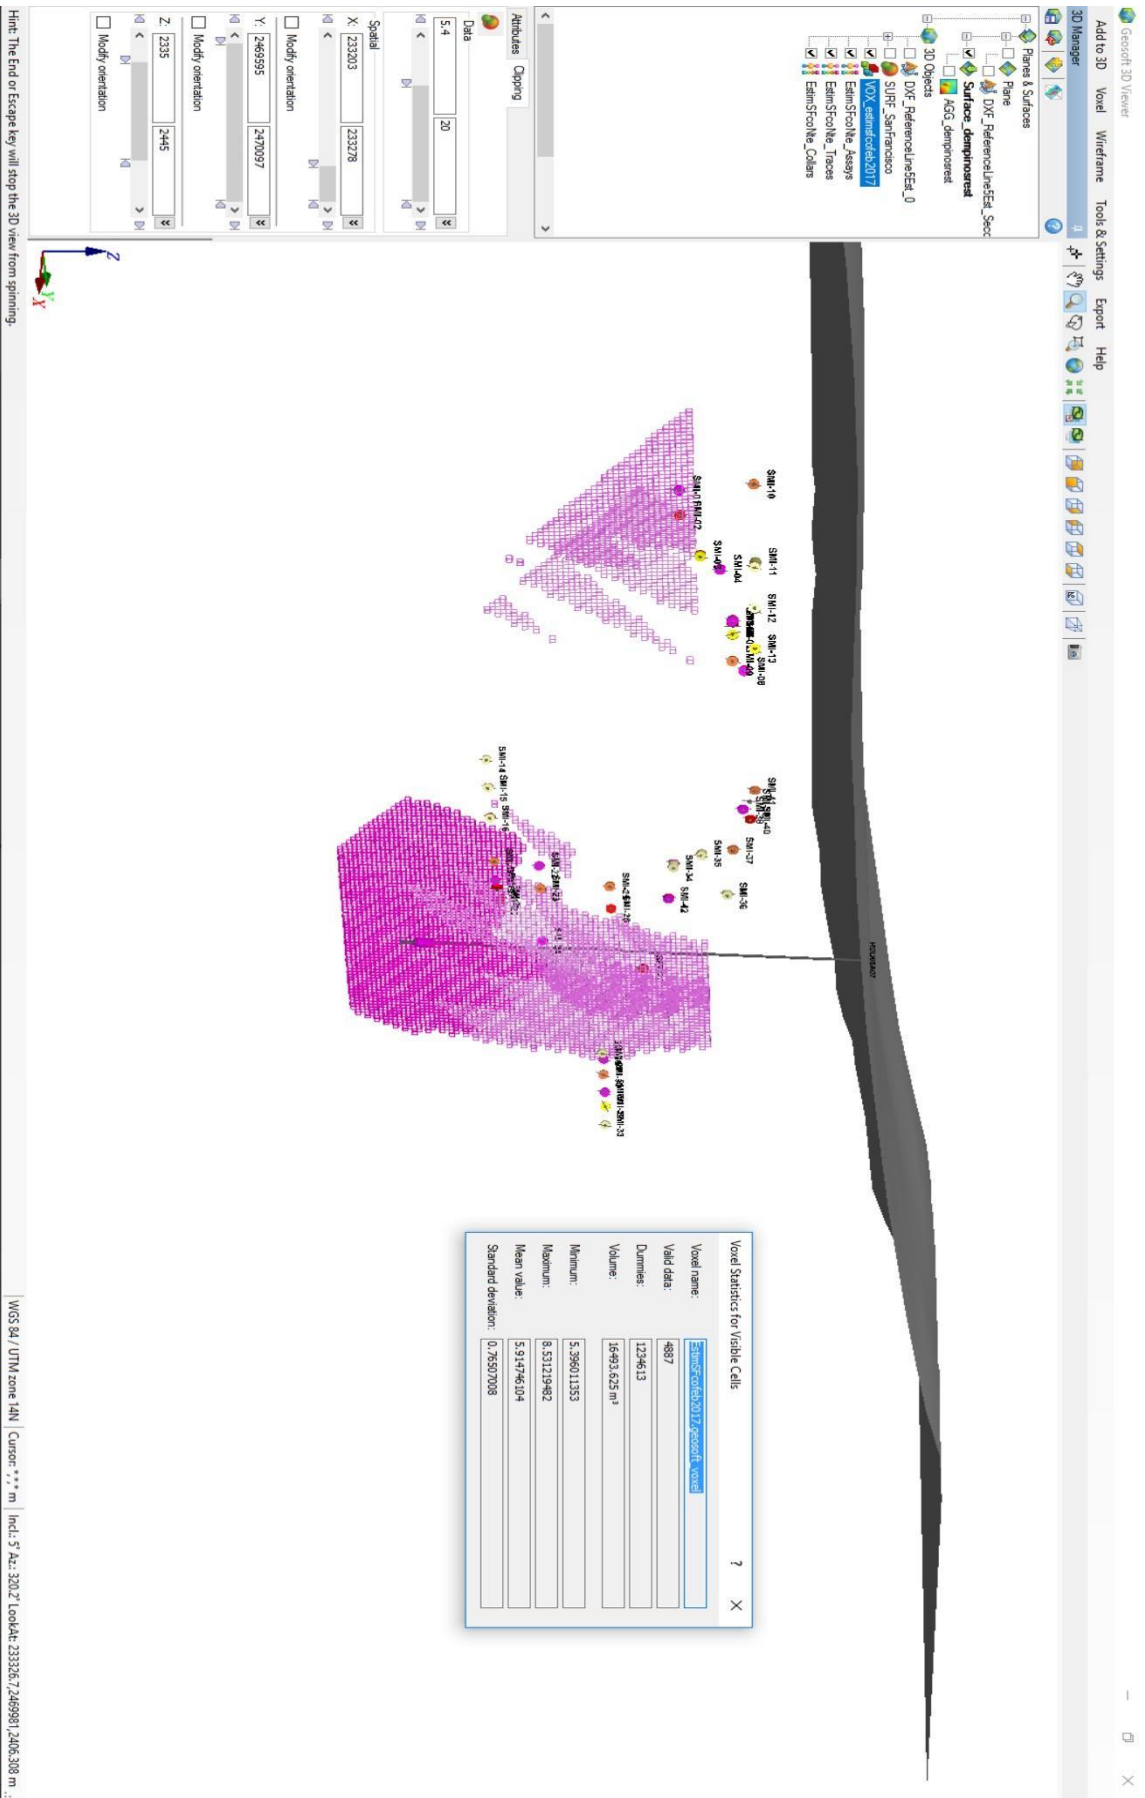 Geosoft 3D Viewer
Add to 3D Voxel Wireframe Tools & Settings Export Help
3D Manager
Planes & Surfaces
Plane
DXF_ReferenceLine5Est_Secc
Surface_dempinosrest
AGG_dempinosrest
3D Objects
DXF_ReferenceLine5Est_0
SURF_SanFrancisco
VOX_estimsfcofeb2017
EstimSFcoNte_Assays
EstimSFcoNte_Traces
EstimSFcoNte_Collars
Attributes Clipping
Data
5.4 20
Spatial
X: 233203 233278
Modify orientation
Y: 2469595 2470097
Modify orientation
Z: 2335 2445
Modify orientation
SMI-10
SMI-02
SMI-11
SMI-04
SMI-12
SMI-13
SMI-08
SMI-09
SMI-14
SMI-15
SMI-16
SMI-40
SMI-37
SMI-35
SMI-34
SMI-36
SMI-42
SMI-33
Z
Y
X
Voxel Statistics for Visible Cells ? X
Voxel name: EstimSFcofeb2017.geosoft_voxel
Valid data: 4887
Dummies: 1234613
Volume: 16493.625 m³
Minimum: 5.396011353
Maximum: 8.531219482
Mean value: 5.914746104
Standard deviation: 0.76507008
Hint: The End or Escape key will stop the 3D view from spinning.
WGS 84 / UTM zone 14N Cursor: *,*,* m Incl.: 5° Az.: 320.2° LookAt: 233326.7,2469981,2406.308 m